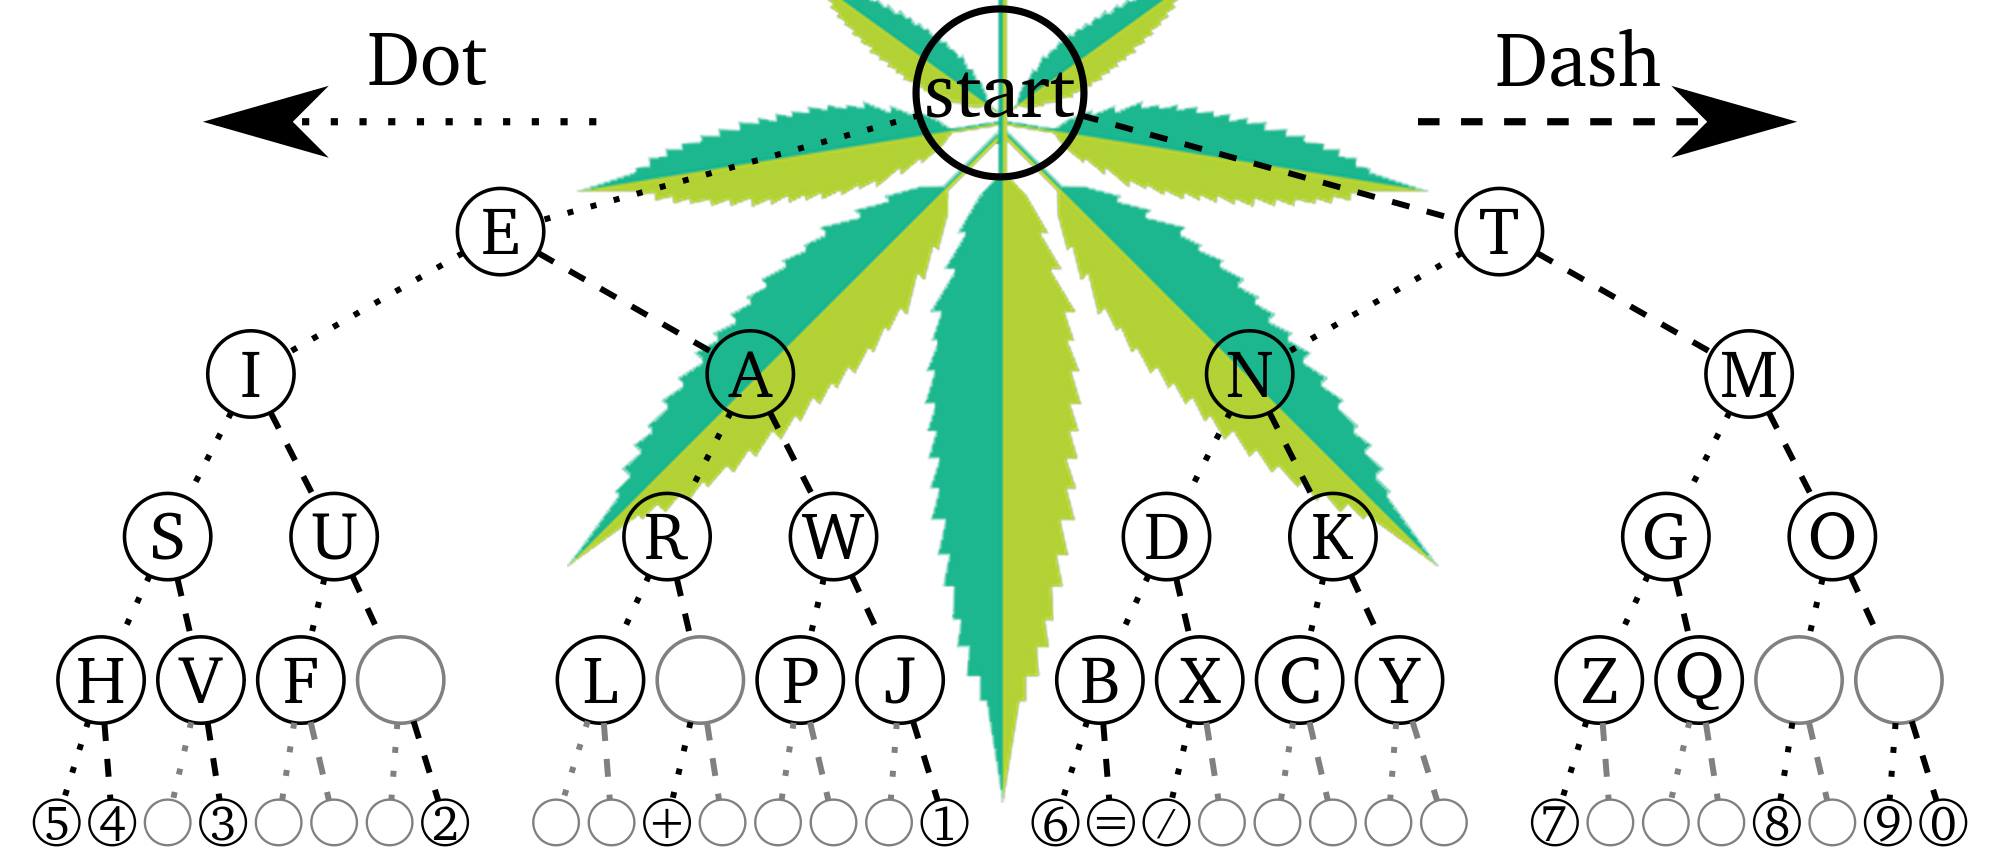 Dot
Dash
start
E T
I A N M
S U R W D K G O
H V F L P J B X C Y Z Q
5 4 3 2 + 1 6 = / 7 8 9 0